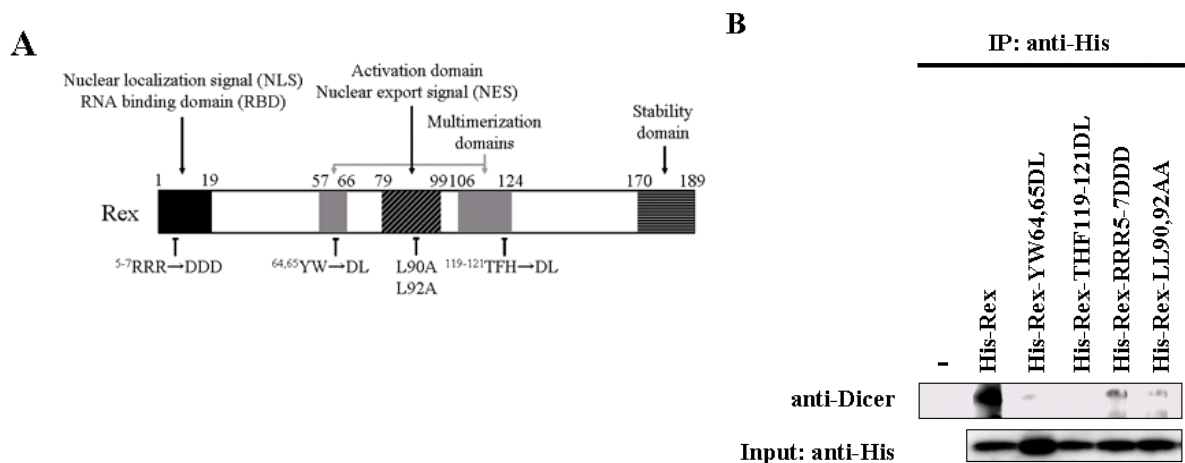 A
Nuclear localization signal (NLS)
RNA binding domain (RBD)
Activation domain
Nuclear export signal (NES)
Multimerization
domains
Stability
domain
1 19 57 66 79 99 106 124 170 189
Rex
5-7RRR→DDD
64,65YW→DL
L90A
L92A
119-121TFH→DL
B
IP: anti-His
-
His-Rex
His-Rex-YW64,65DL
His-Rex-THF119-121DL
His-Rex-RRR5-7DDD
His-Rex-LL90,92AA
anti-Dicer
Input: anti-His